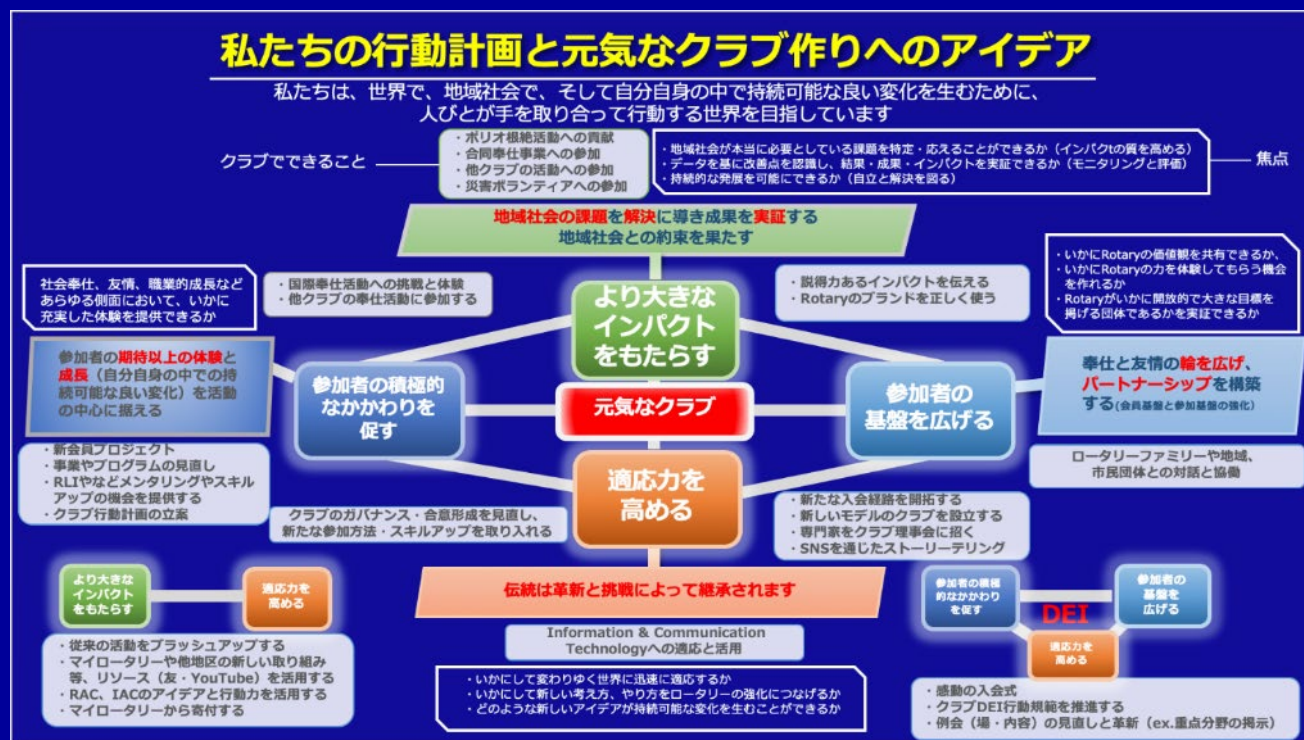 私たちの行動計画と元気なクラブ作りへのアイデア
私たちは、世界で、地域社会で、そして自分自身の中で持続可能な良い変化を生むために、
人びとが手を取り合って行動する世界を目指しています
クラブでできること
・ポリオ根絶活動への貢献
・合同奉仕事業への参加
・他クラブの活動への参加
・災害ボランティアへの参加
・地域社会が本当に必要としている課題を特定・応えることができるか（インパクtの質を高める）
・データを基に改善点を認識し、結果・成果・インパクトを実証できるか（モニタリングと評価）
・持続的な発展を可能にできるか（自立と解決を図る）
焦点
地域社会の課題を解決に導き成果を実証する
地域社会との約束を果たす
社会奉仕、友情、職業的成長など
あらゆる側面において、いかに
充実した体験を提供できるか
・国際奉仕活動への挑戦と体験
・他クラブの奉仕活動に参加する
より大きな
インパクト
をもたらす
・説得力あるインパクトを伝える
・Rotaryのブランドを正しく使う
・いかにRotaryの価値観を共有できるか、
・いかにRotaryの力を体験してもらう機会
を作れるか
・Rotaryがいかに開放的で大きな目標を
掲げる団体であるかを実証できるか
参加者の期待以上の体験と
成長（自分自身の中での持
続可能な良い変化）を活動
の中心に据える
参加者の積極的
なかかわりを
促す
元気なクラブ
参加者の
基盤を広げる
奉仕と友情の輪を広げ、
パートナーシップを構築
する(会員基盤と参加基盤の強化)
・新会員プロジェクト
・事業やプログラムの見直し
・RLIやなどメンタリングやスキル
アップの機会を提供する
・クラブ行動計画の立案
クラブのガバナンス・合意形成を見直し、
新たな参加方法・スキルアップを取り入れる
適応力を
高める
・新たな入会経路を開拓する
・新しいモデルのクラブを設立する
・専門家をクラブ理事会に招く
・SNSを通じたストーリーテリング
ロータリーファミリーや地域、
市民団体との対話と協働
より大きな
インパクト
をもたらす
適応力を
高める
・従来の活動をブラッシュアップする
・マイロータリーや他地区の新しい取り組み
等、リソース（友・YouTube）を活用する
・RAC、IACのアイデアと行動力を活用する
・マイロータリーから寄付する
伝統は革新と挑戦によって継承されます
Information & Communication
Technologyへの適応と活用
・いかにして変わりゆく世界に迅速に適応するか
・いかにして新しい考え方、やり方をロータリーの強化につなげるか
・どのような新しいアイデアが持続可能な変化を生むことができるか
参加者の積極
的なかかわり
を促す
DEI
参加者の
基盤を
広げる
適応力を
高める
・感動の入会式
・クラブDEI行動規範を推進する
・例会（場・内容）の見直しと革新（ex.重点分野の掲示）